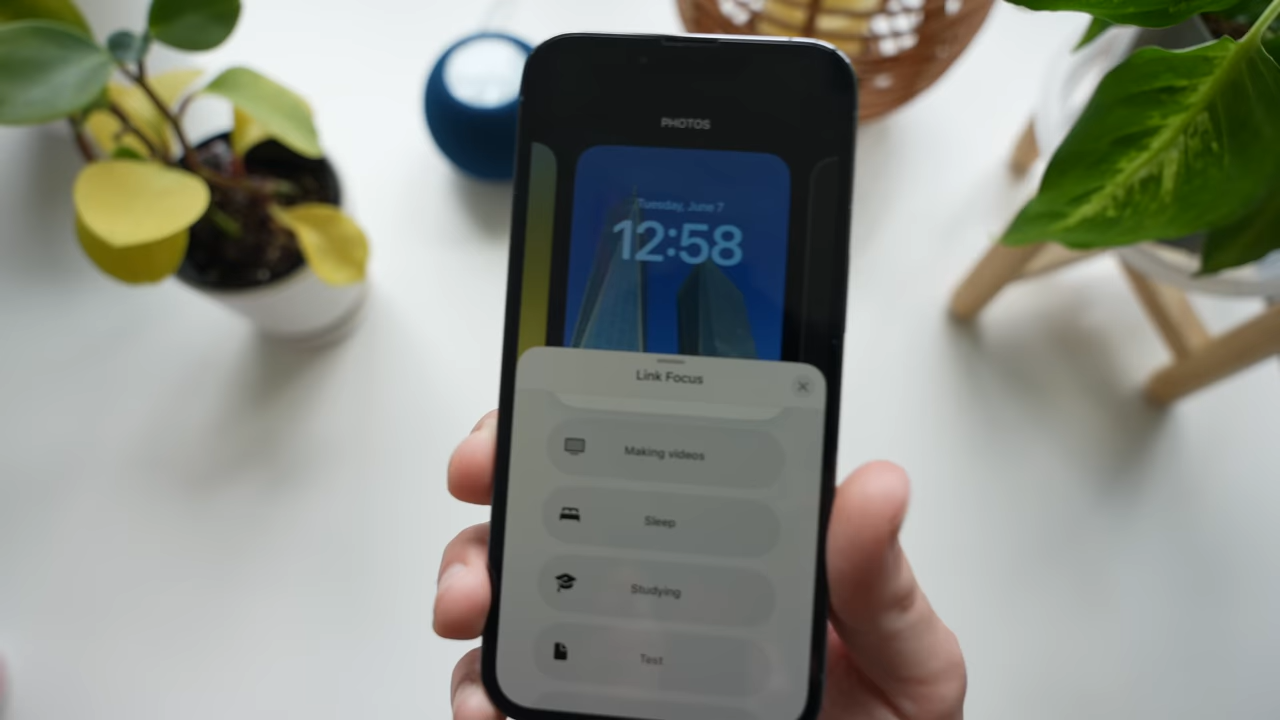 PHOTOS
Tuesday, June 7
12:58
Link Focus
Making videos
Sleep
Studying
Test